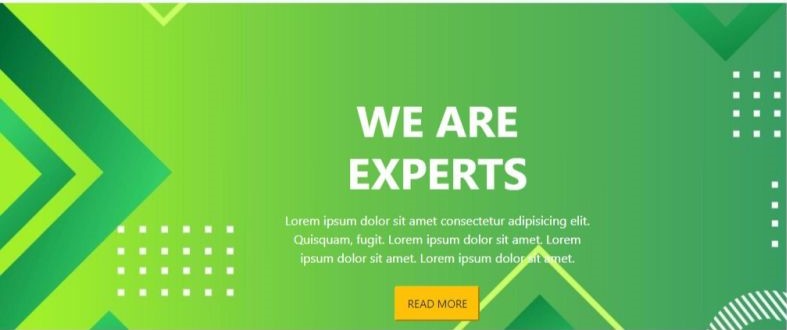 WE ARE
EXPERTS
Lorem ipsum dolor sit amet consectetur adipisicing elit.
Quisquam, fugit. Lorem ipsum dolor sit amet. Lorem
ipsum dolor sit amet. Lorem ipsum dolor sit amet.
READ MORE